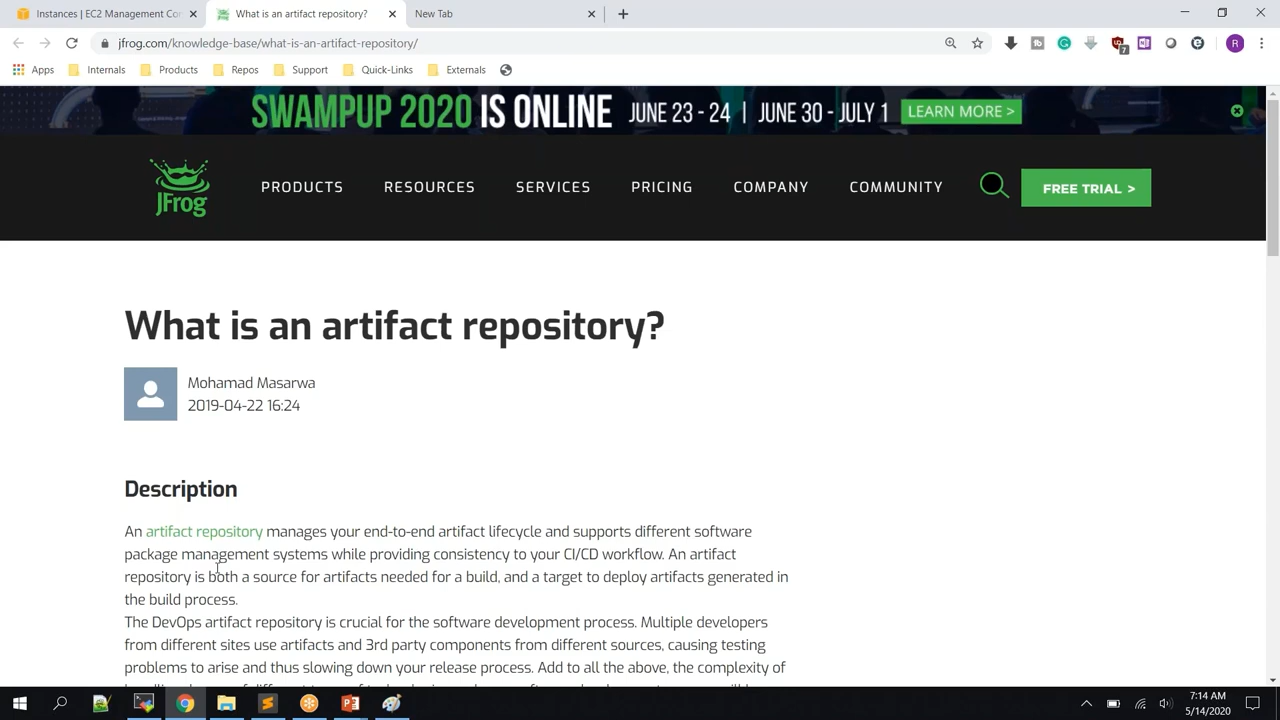 Instances | EC2 Management Con
What is an artifact repository?
New Tab
jfrog.com/knowledge-base/what-is-an-artifact-repository/
7
R
Apps
Internals
Products
Repos
Support
Quick-Links
Externals
SWAMPUP 2020 IS ONLINE JUNE 23 - 24 | JUNE 30 - JULY 1 LEARN MORE >
JFrog
PRODUCTS
RESOURCES
SERVICES
PRICING
COMPANY
COMMUNITY
FREE TRIAL >
What is an artifact repository?
Mohamad Masarwa
2019-04-22 16:24
Description
An artifact repository manages your end-to-end artifact lifecycle and supports different software
package management systems while providing consistency to your CI/CD workflow. An artifact
repository is both a source for artifacts needed for a build, and a target to deploy artifacts generated in
the build process.
The DevOps artifact repository is crucial for the software development process. Multiple developers
from different sites use artifacts and 3rd party components from different sources, causing testing
problems to arise and thus slowing down your release process. Add to all the above, the complexity of
7:14 AM
5/14/2020